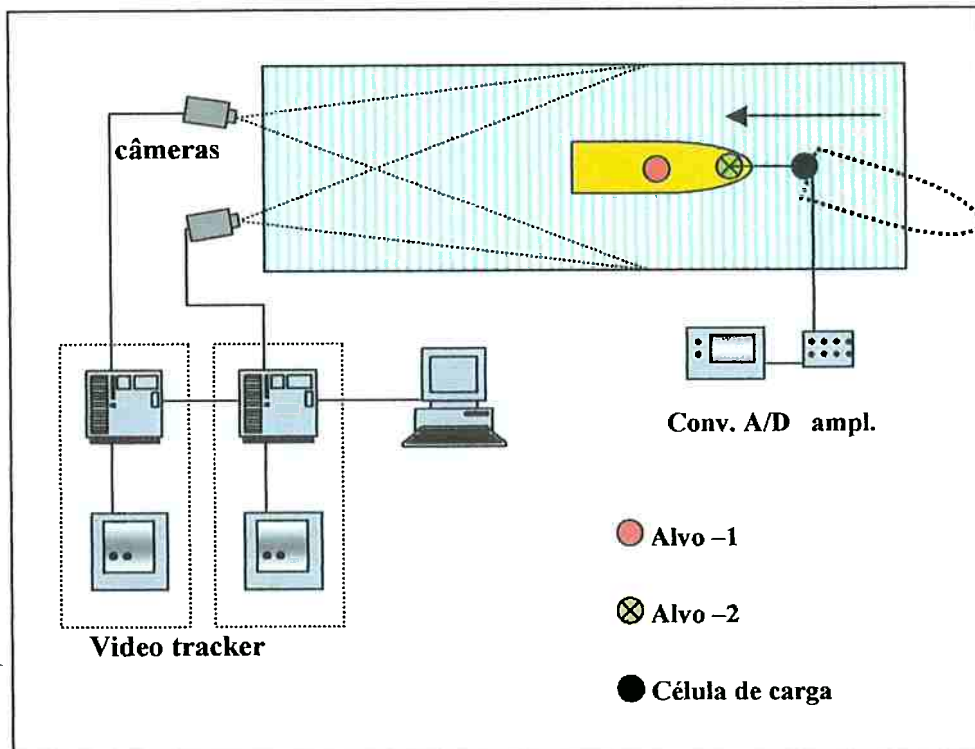 câmeras
Conv. A/D ampl.
Alvo –1
Alvo –2
Célula de carga
Video tracker